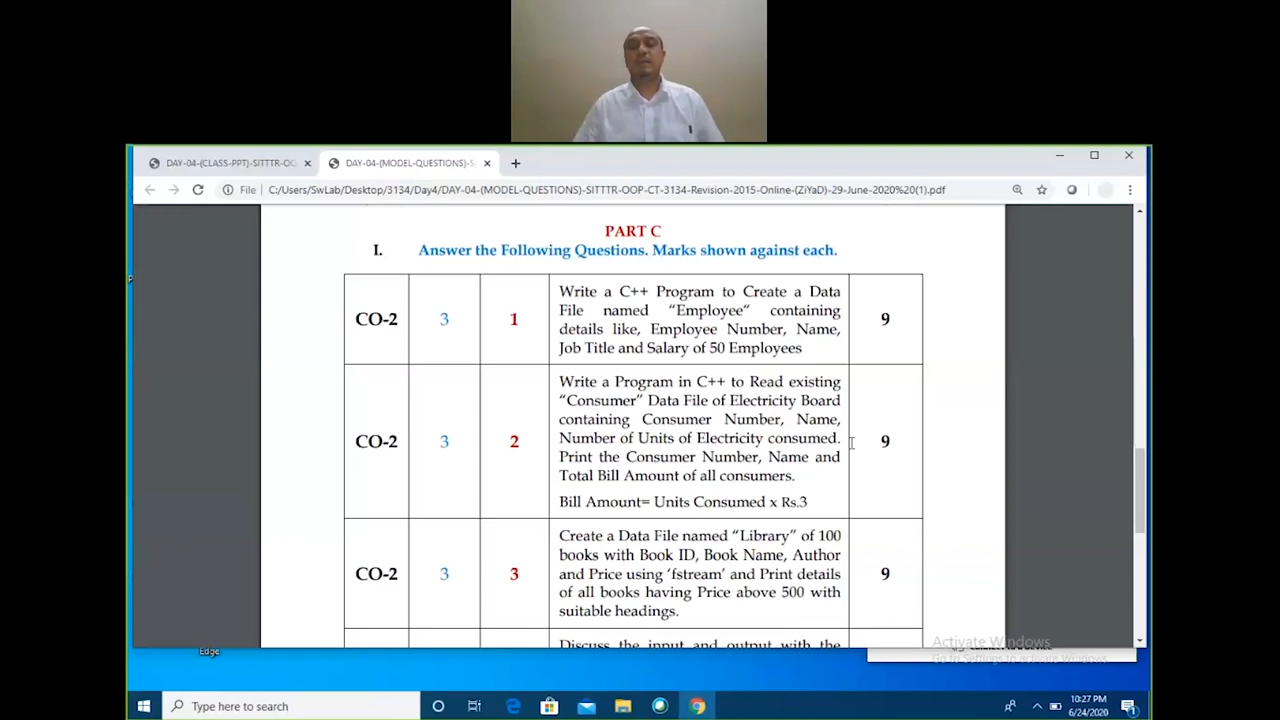 DAY-04-(CLASS-PPT)-SITTTR-OO
DAY-04-(MODEL-QUESTIONS)-S
File
C:/Users/SwLab/Desktop/3134/Day4/DAY-04-(MODEL-QUESTIONS)-SITTTR-OOP-CT-3134-Revision-2015-Online-(ZiYaD)-29-June-2020%20(1).pdf
PART C
I. Answer the Following Questions. Marks shown against each.
CO-2 3 1
Write a C++ Program to Create a Data
File named “Employee“ containing
details like, Employee Number, Name,
Job Title and Salary of 50 Employees
9
CO-2 3 2
Write a Program in C++ to Read existing
“Consumer” Data File of Electricity Board
containing Consumer Number, Name,
Number of Units of Electricity consumed.
Print the Consumer Number, Name and
Total Bill Amount of all consumers.
Bill Amount= Units Consumed x Rs.3
9
CO-2 3 3
Create a Data File named “Library” of 100
books with Book ID, Book Name, Author
and Price using ‘fstream’ and Print details
of all books having Price above 500 with
suitable headings.
9
Discuss the input and output with the
Activate Windows
Go to Settings to activate Windows.
Edge
Type here to search
10:27 PM
6/24/2020